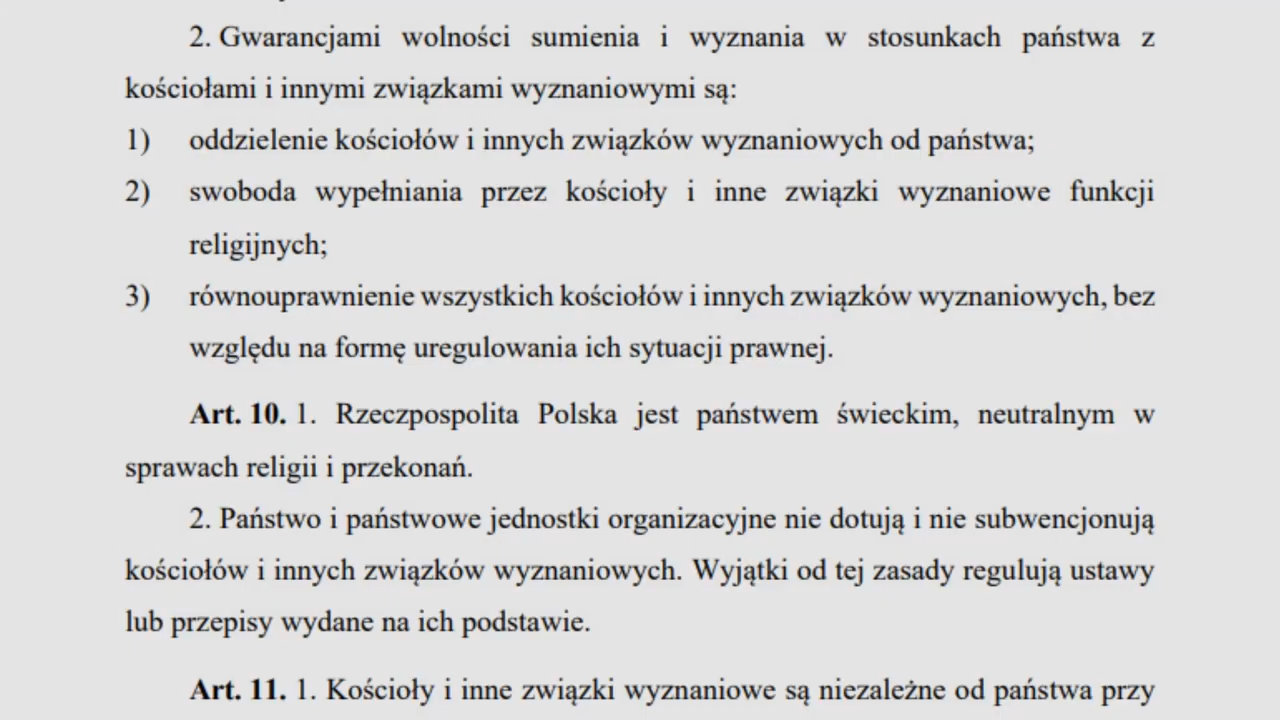 2. Gwarancjami wolności sumienia i wyznania w stosunkach państwa z
kościołami i innymi związkami wyznaniowymi są:
1) oddzielenie kościołów i innych związków wyznaniowych od państwa;
2) swoboda wypełniania przez kościoły i inne związki wyznaniowe funkcji
religijnych;
3) równouprawnienie wszystkich kościołów i innych związków wyznaniowych, bez
względu na formę uregulowania ich sytuacji prawnej.
Art. 10. 1. Rzeczpospolita Polska jest państwem świeckim, neutralnym w
sprawach religii i przekonań.
2. Państwo i państwowe jednostki organizacyjne nie dotują i nie subwencjonują
kościołów i innych związków wyznaniowych. Wyjątki od tej zasady regulują ustawy
lub przepisy wydane na ich podstawie.
Art. 11. 1. Kościoły i inne związki wyznaniowe są niezależne od państwa przy